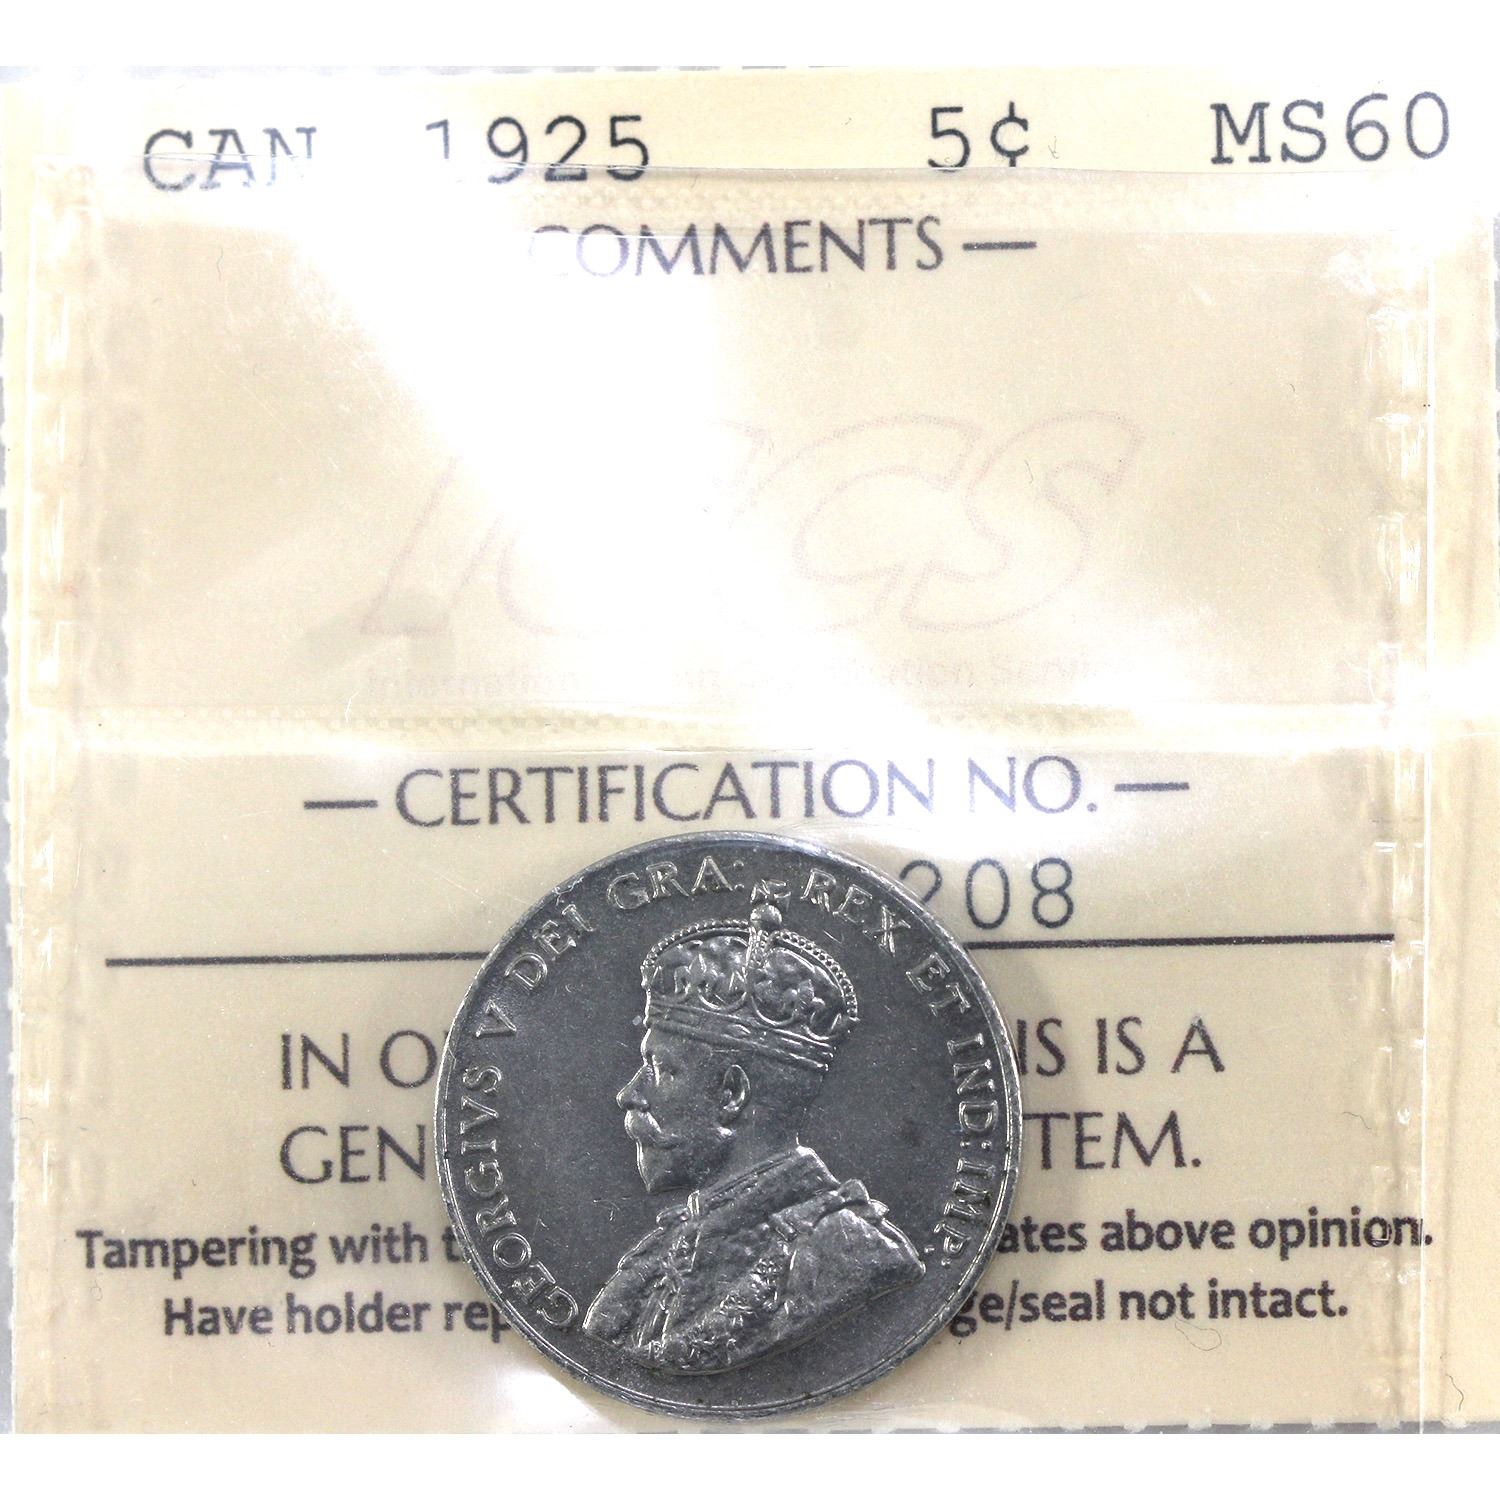 CAN 1925 5¢ MS60
COMMENTS —
ICCS
— CERTIFICATION NO. —
208
IN O IS IS A
GEN TEM.
Tampering with t ates above opinion.
Have holder rep ge/seal not intact.
GEORGIVS V DEI GRA: REX ET IND: IMP: